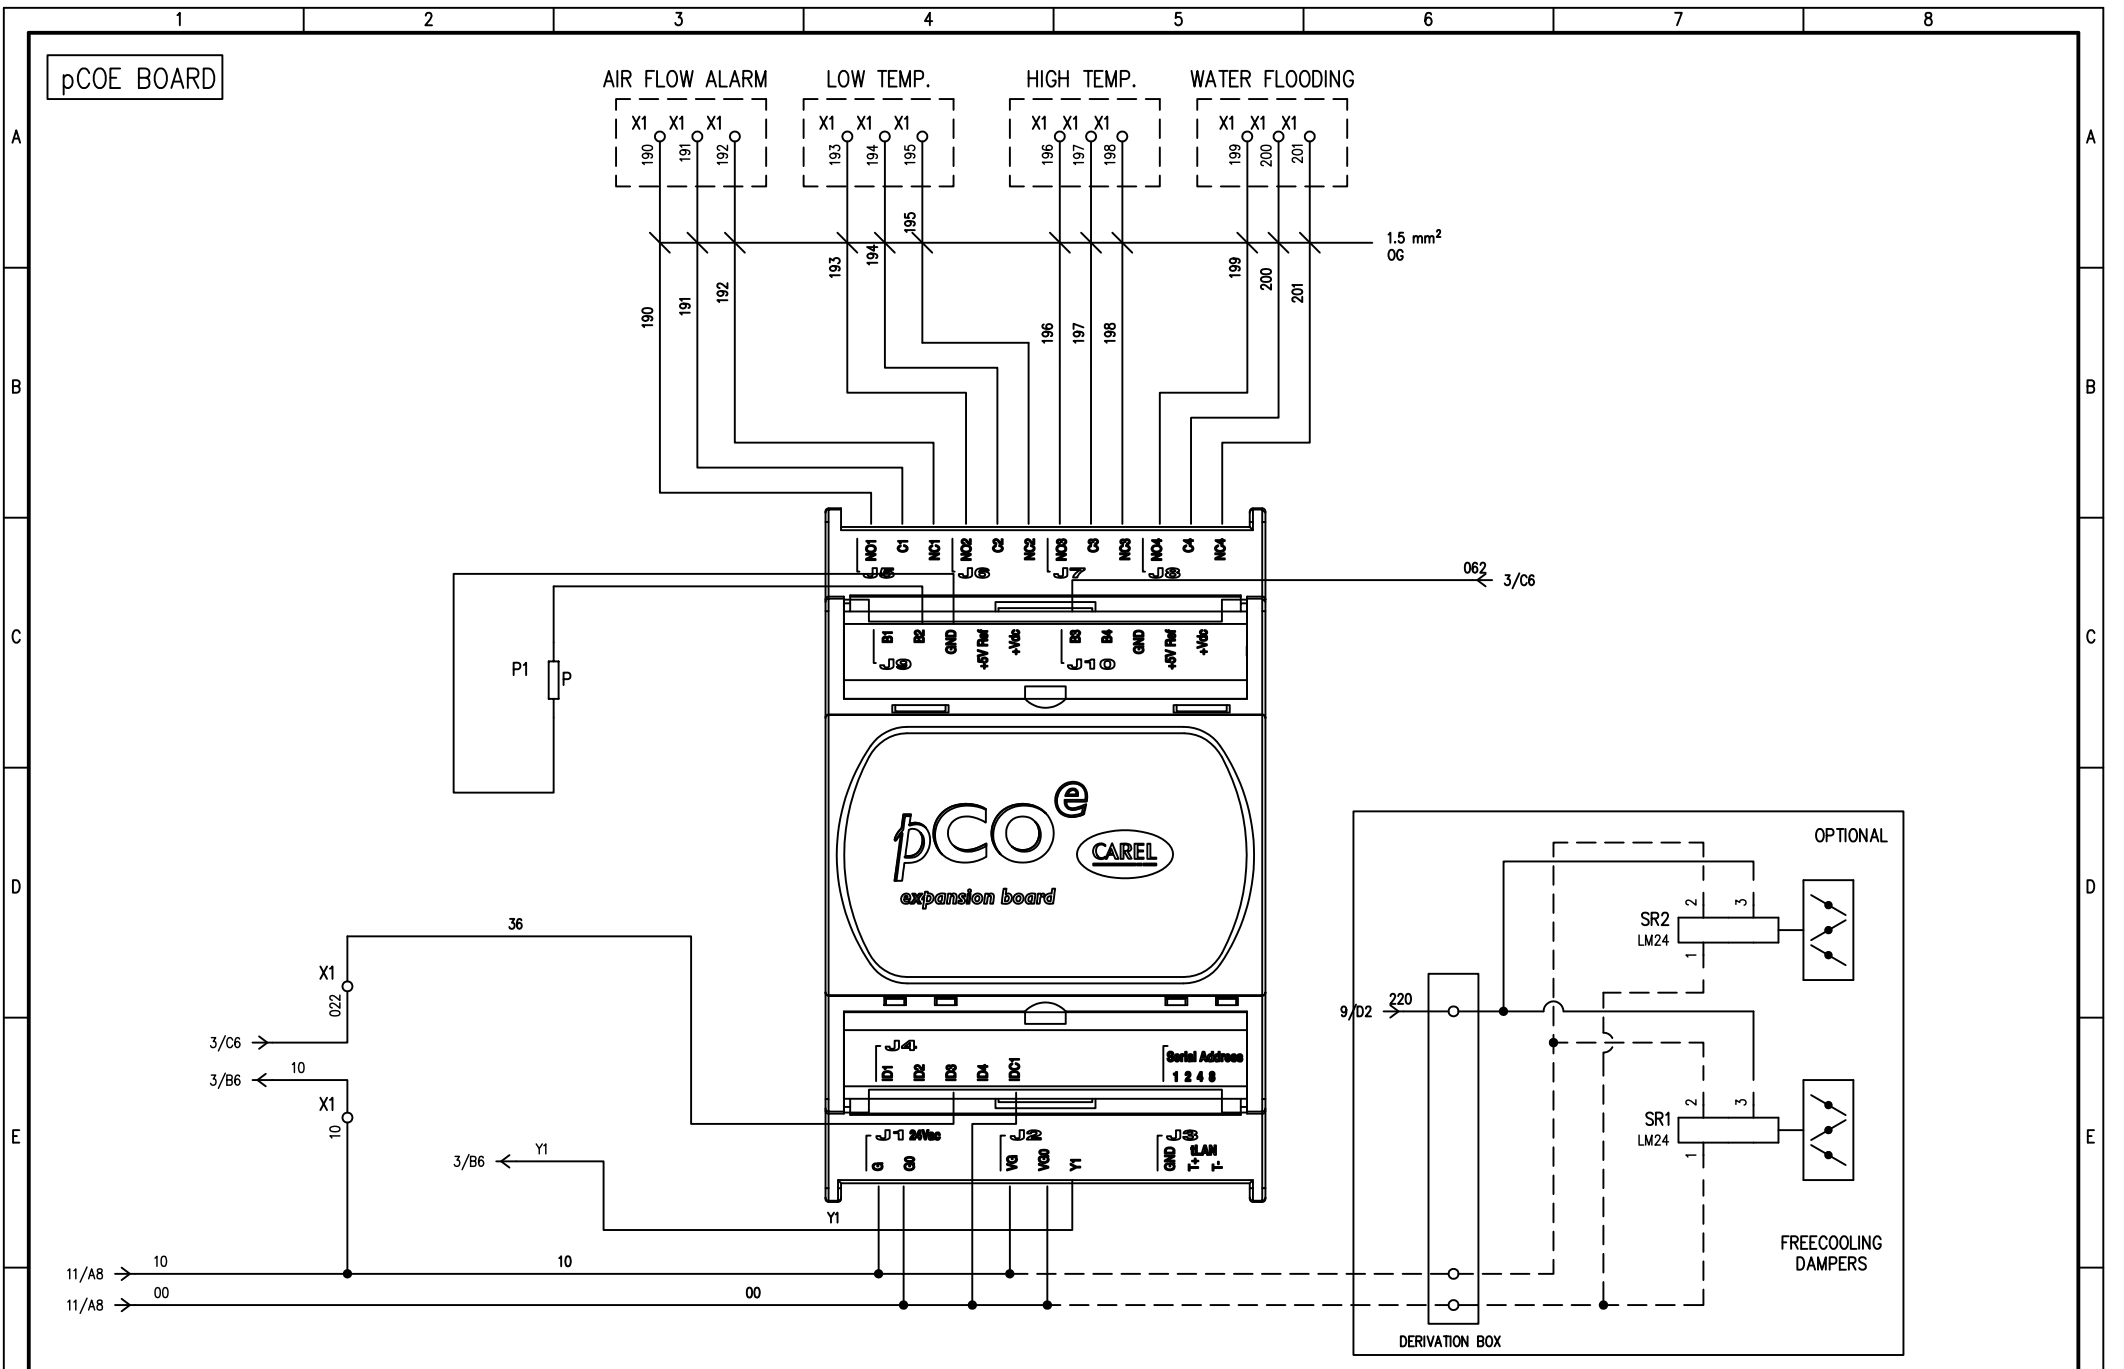 1 2 3 4 5 6 7 8
pCOE BOARD
AIR FLOW ALARM LOW TEMP. HIGH TEMP. WATER FLOODING
X1 X1 X1 X1 X1 X1 X1 X1 X1 X1 X1 X1
A A
190 191 192 193 194 195 196 197 198 199 200 201
195
1.5 mm²
OG
193 194 199 200
190 191 192 196 197 198 201
B B
NO1 C1 NC1 NO2 C2 NC2 NO3 C3 NC3 NO4 C4 NC4
J5 J6 J7 J8
062
3/C6
C C
B1 B2 GND +5V Ref +Vdc B3 B4 GND +5V Ref +Vdc
J9 J10
P1 P
pCO e
CAREL
expansion board
OPTIONAL
D D
2 3
SR2
LM24
1
36
X1
022
9/D2 220
3/C6
J4
ID1 ID2 ID3 ID4 IDC1
Serial Address
1 2 4 8
3/B6 10
X1
10
2 3
SR1
LM24
1
E E
J1 24Vac J2 J3
G G0 VG VG0 Y1 GND tLAN
T+ T-
3/B6 Y1
Y1
FREECOOLING
DAMPERS
11/A8 10 10
11/A8 00 00
DERIVATION BOX